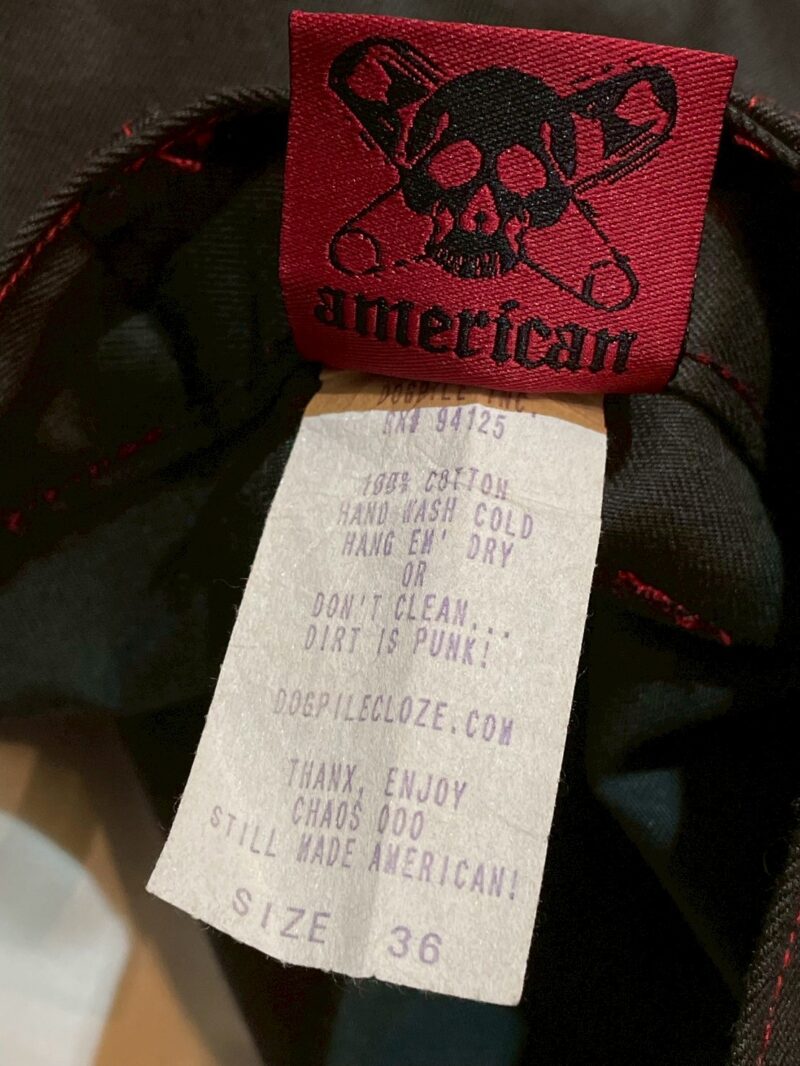 american
DOGPILE INC.
RN# 94125
100% COTTON
HAND WASH COLD
HANG EM' DRY
OR
DON'T CLEAN...
DIRT IS PUNK!
DOGPILECLOZE.COM
THANX, ENJOY
CHAOS 000
STILL MADE AMERICAN!
SIZE 36